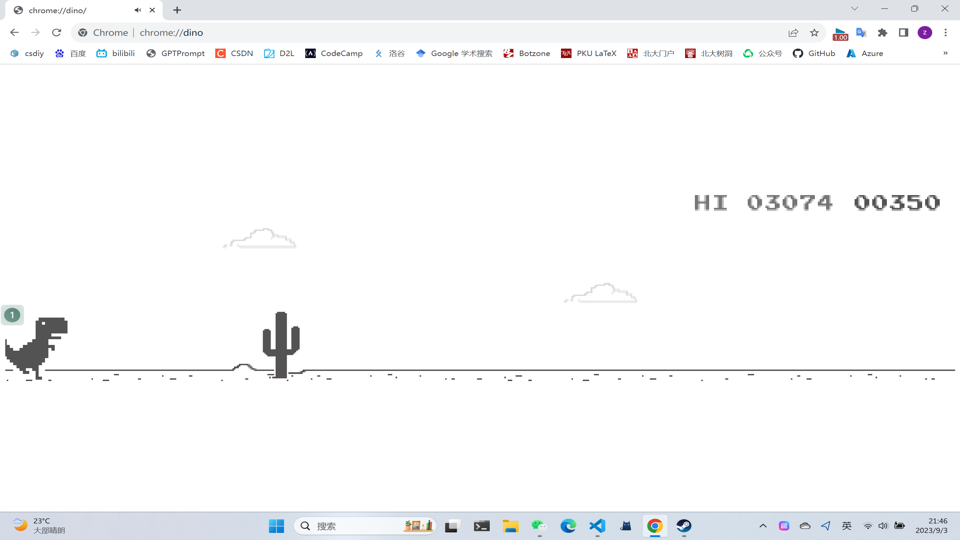 chrome://dino/
Chrome | chrome://dino
1.00
z
csdiy 百度 bilibili GPTPrompt CSDN D2L CodeCamp 洛谷 Google 学术搜索 Botzone PKU LaTeX 北大门户 北大树洞 公众号 GitHub Azure »
HI 03074 00350
1
23°C
大部晴朗
搜索
英
21:46
2023/9/3